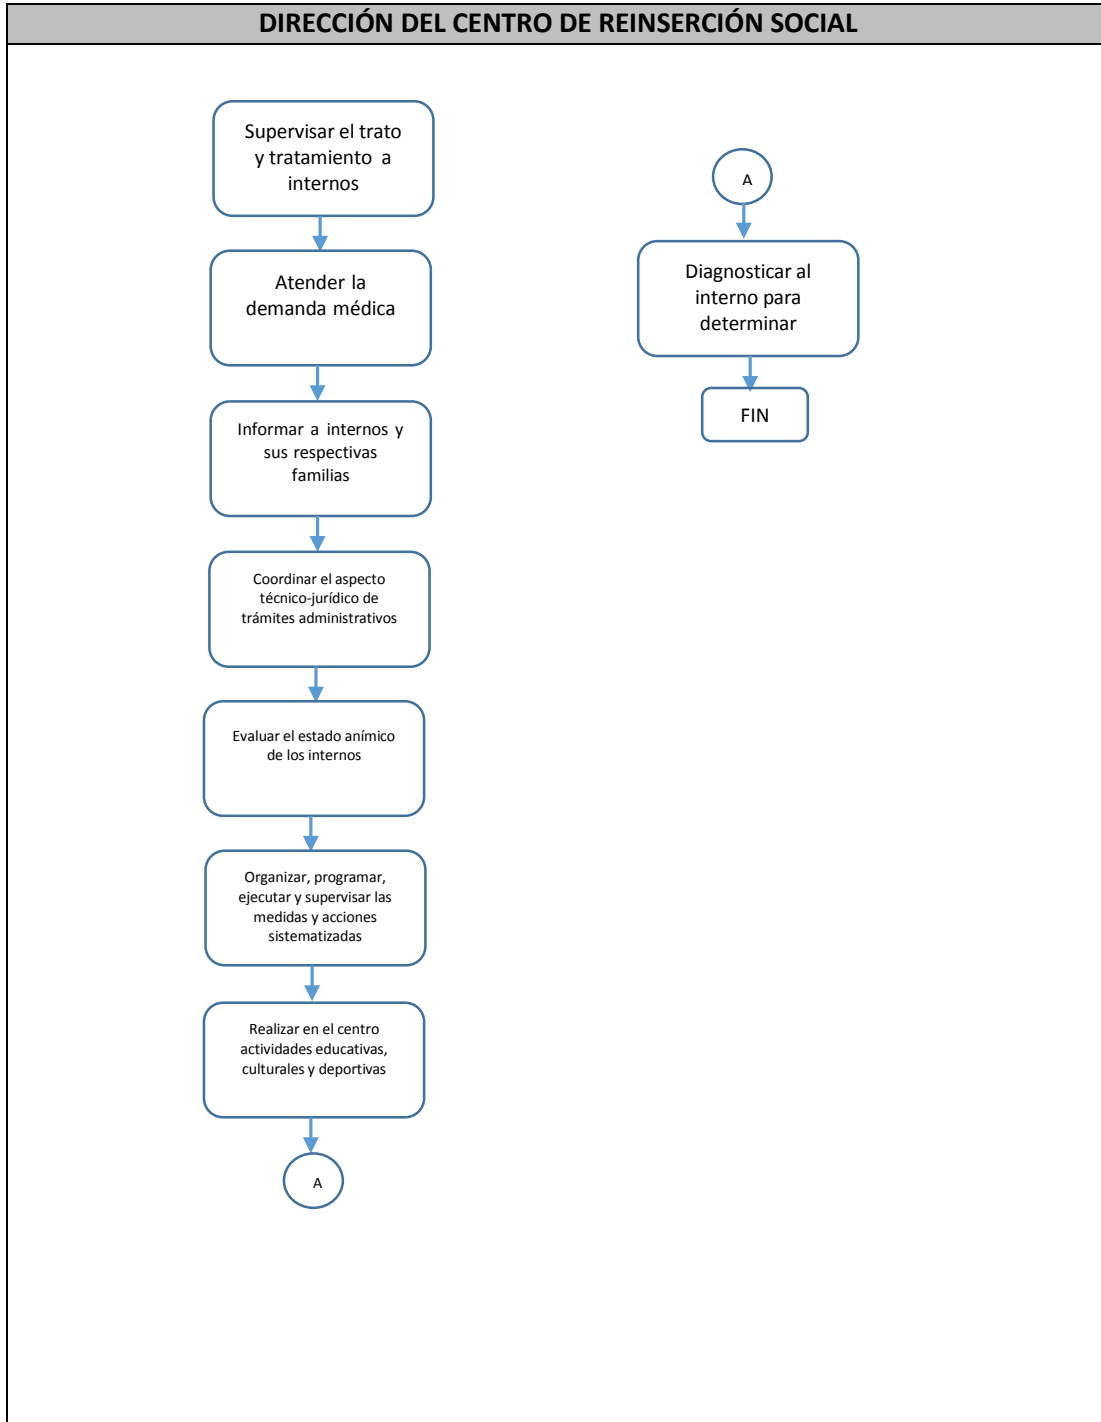 DIRECCIÓN DEL CENTRO DE REINSERCIÓN SOCIAL
Supervisar el trato
y tratamiento a
internos
Atender la
demanda médica
Informar a internos y
sus respectivas
familias
Coordinar el aspecto
técnico-jurídico de
trámites administrativos
Evaluar el estado anímico
de los internos
Organizar, programar,
ejecutar y supervisar las
medidas y acciones
sistematizadas
Realizar en el centro
actividades educativas,
culturales y deportivas
A
A
Diagnosticar al
interno para
determinar
FIN